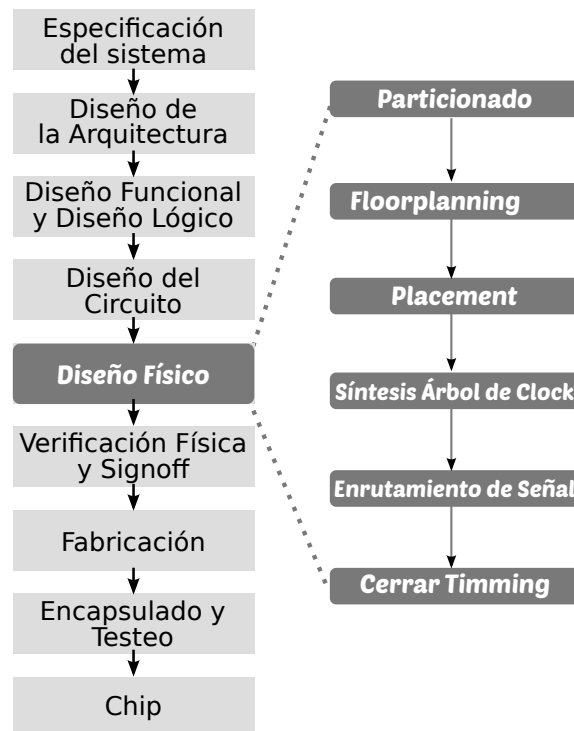 Especificación
del sistema
Diseño de
la Arquitectura
Diseño Funcional
y Diseño Lógico
Diseño del
Circuito
Diseño Físico
Verificación Física
y Signoff
Fabricación
Encapsulado y
Testeo
Chip
Particionado
Floorplanning
Placement
Síntesis Árbol de Clock
Enrutamiento de Señal
Cerrar Timming